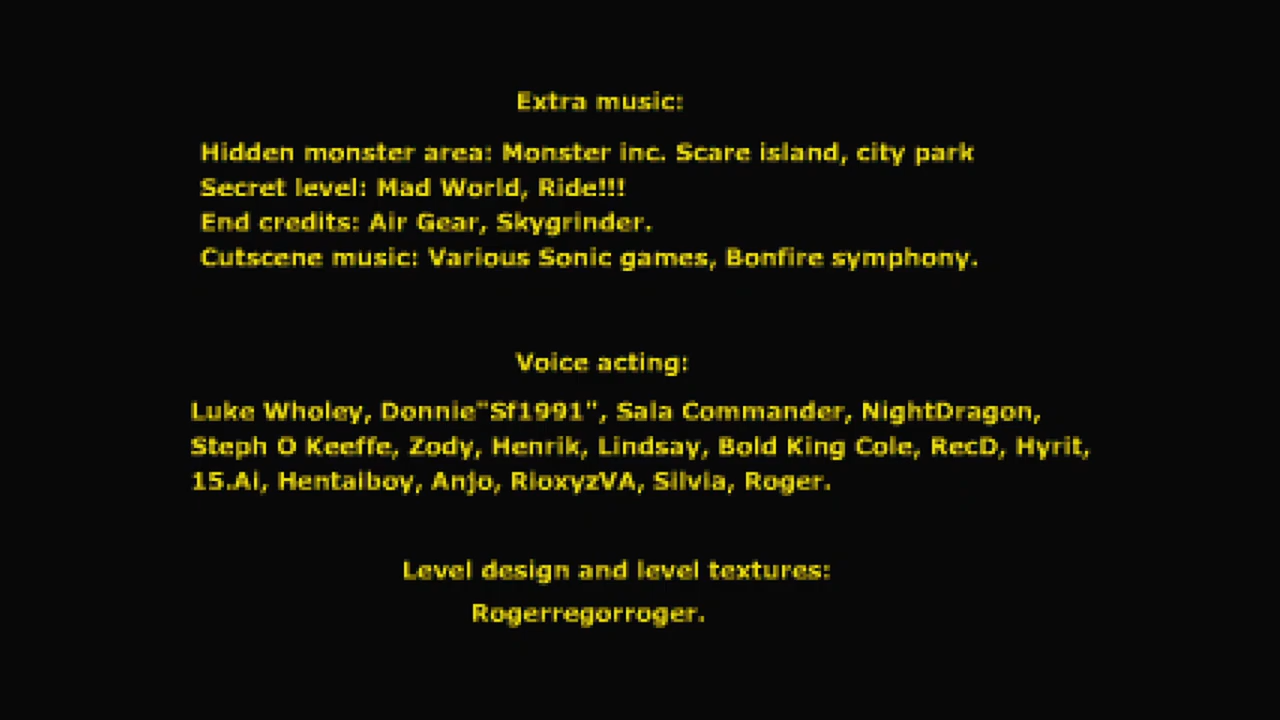 Extra music:
Hidden monster area: Monster inc. Scare island, city park
Secret level: Mad World, Ride!!!
End credits: Air Gear, Skygrinder.
Cutscene music: Various Sonic games, Bonfire symphony.
Voice acting:
Luke Wholey, Donnie"Sf1991", Sala Commander, NightDragon,
Steph O Keeffe, Zody, Henrik, Lindsay, Bold King Cole, RecD, Hyrit,
15.Ai, Hentaiboy, Anjo, RioxyzVA, Silvia, Roger.
Level design and level textures:
Rogerregorroger.